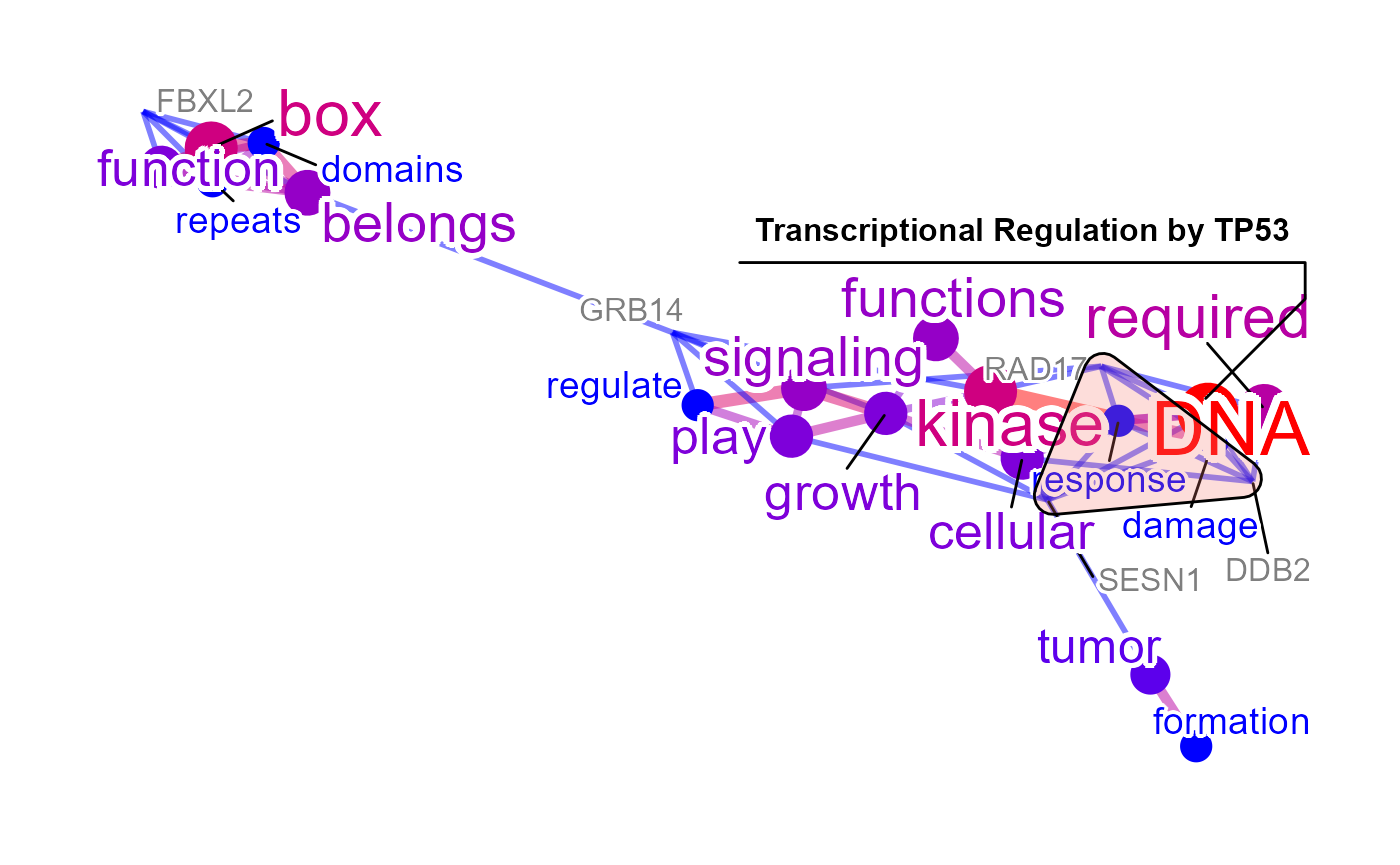 FBXL2
box
function
domains
repeats
belongs
Transcriptional Regulation by TP53
GRB14
functions
required
signaling
RAD17
regulate
play
kinase
DNA
growth
response
cellular
damage
SESN1
DDB2
tumor
formation